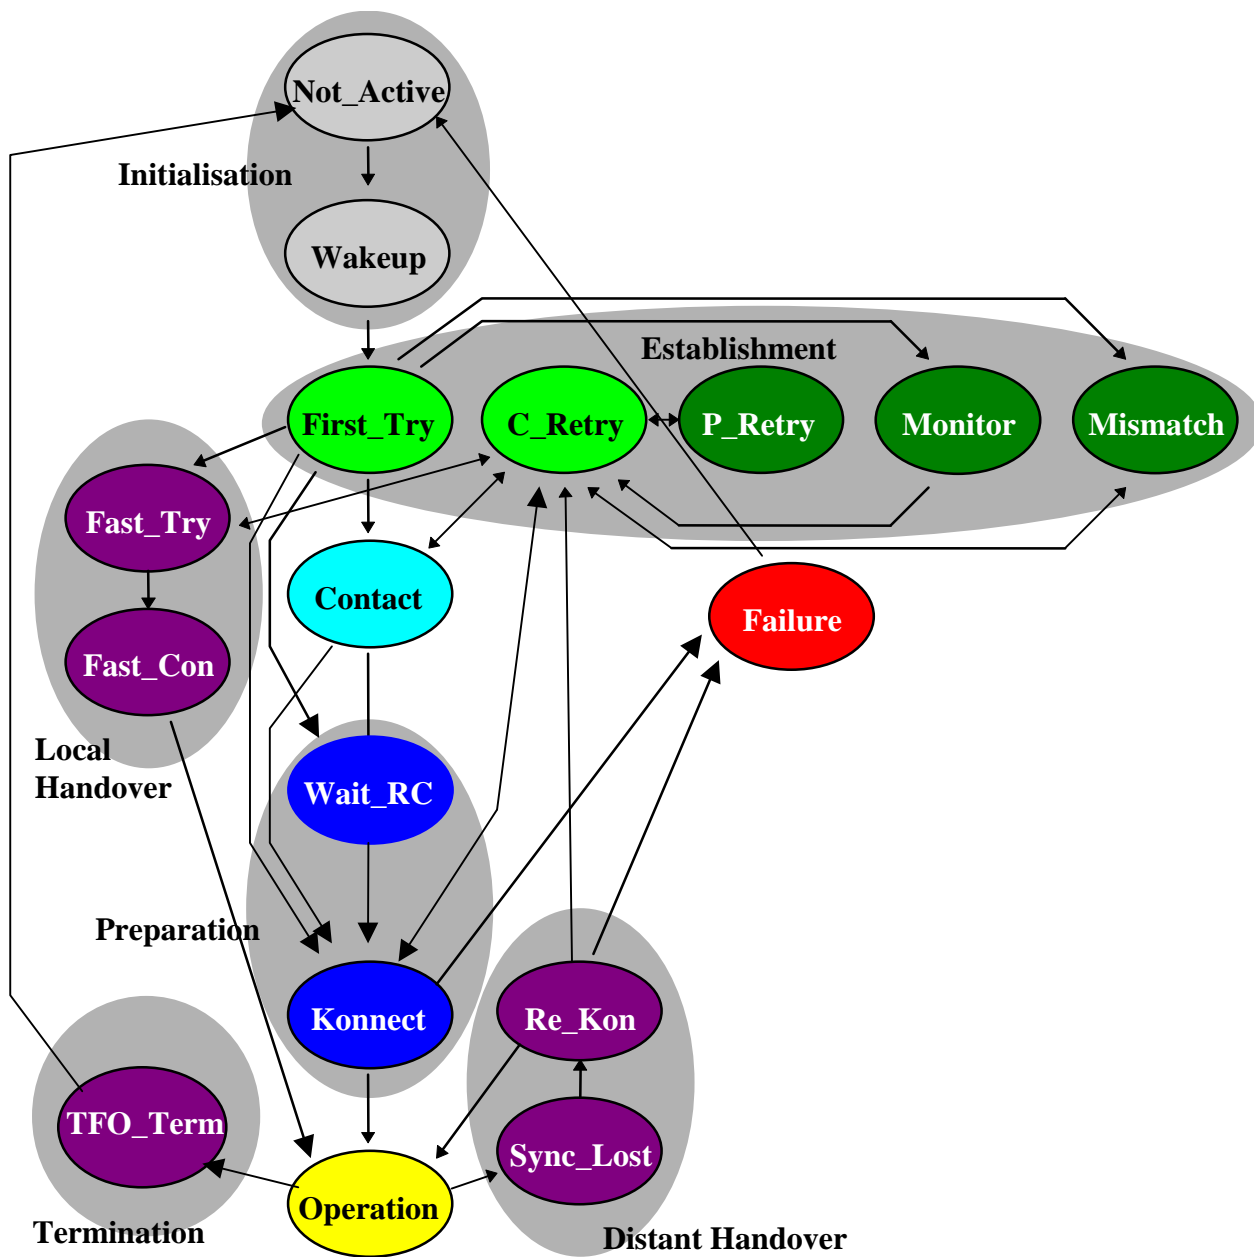 Not_Active
Initialisation
Wakeup
Establishment
First_Try
C_Retry
P_Retry
Monitor
Mismatch
Fast_Try
Contact
Failure
Fast_Con
Local
Handover
Wait_RC
Preparation
Konnect
Re_Kon
TFO_Term
Sync_Lost
Operation
Termination
Distant Handover